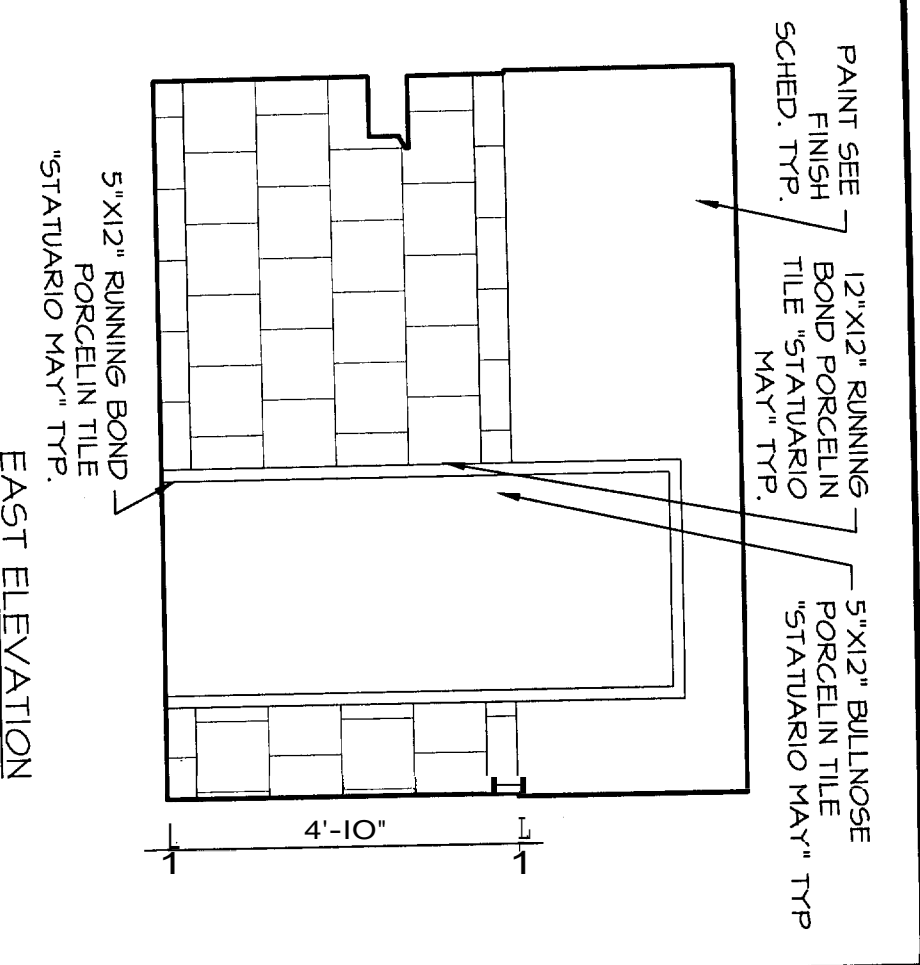 PAINT SEE
FINISH
SCHED. TYP.
12"X12" RUNNING
BOND PORCELIN
TILE "STATUARIO
MAY" TYP.
5"X12" BULLNOSE
PORCELIN TILE
"STATUARIO MAY" TYP
5"X12" RUNNING BOND
PORCELIN TILE
"STATUARIO MAY" TYP.
4'-10"
L
1
L
1
EAST ELEVATION